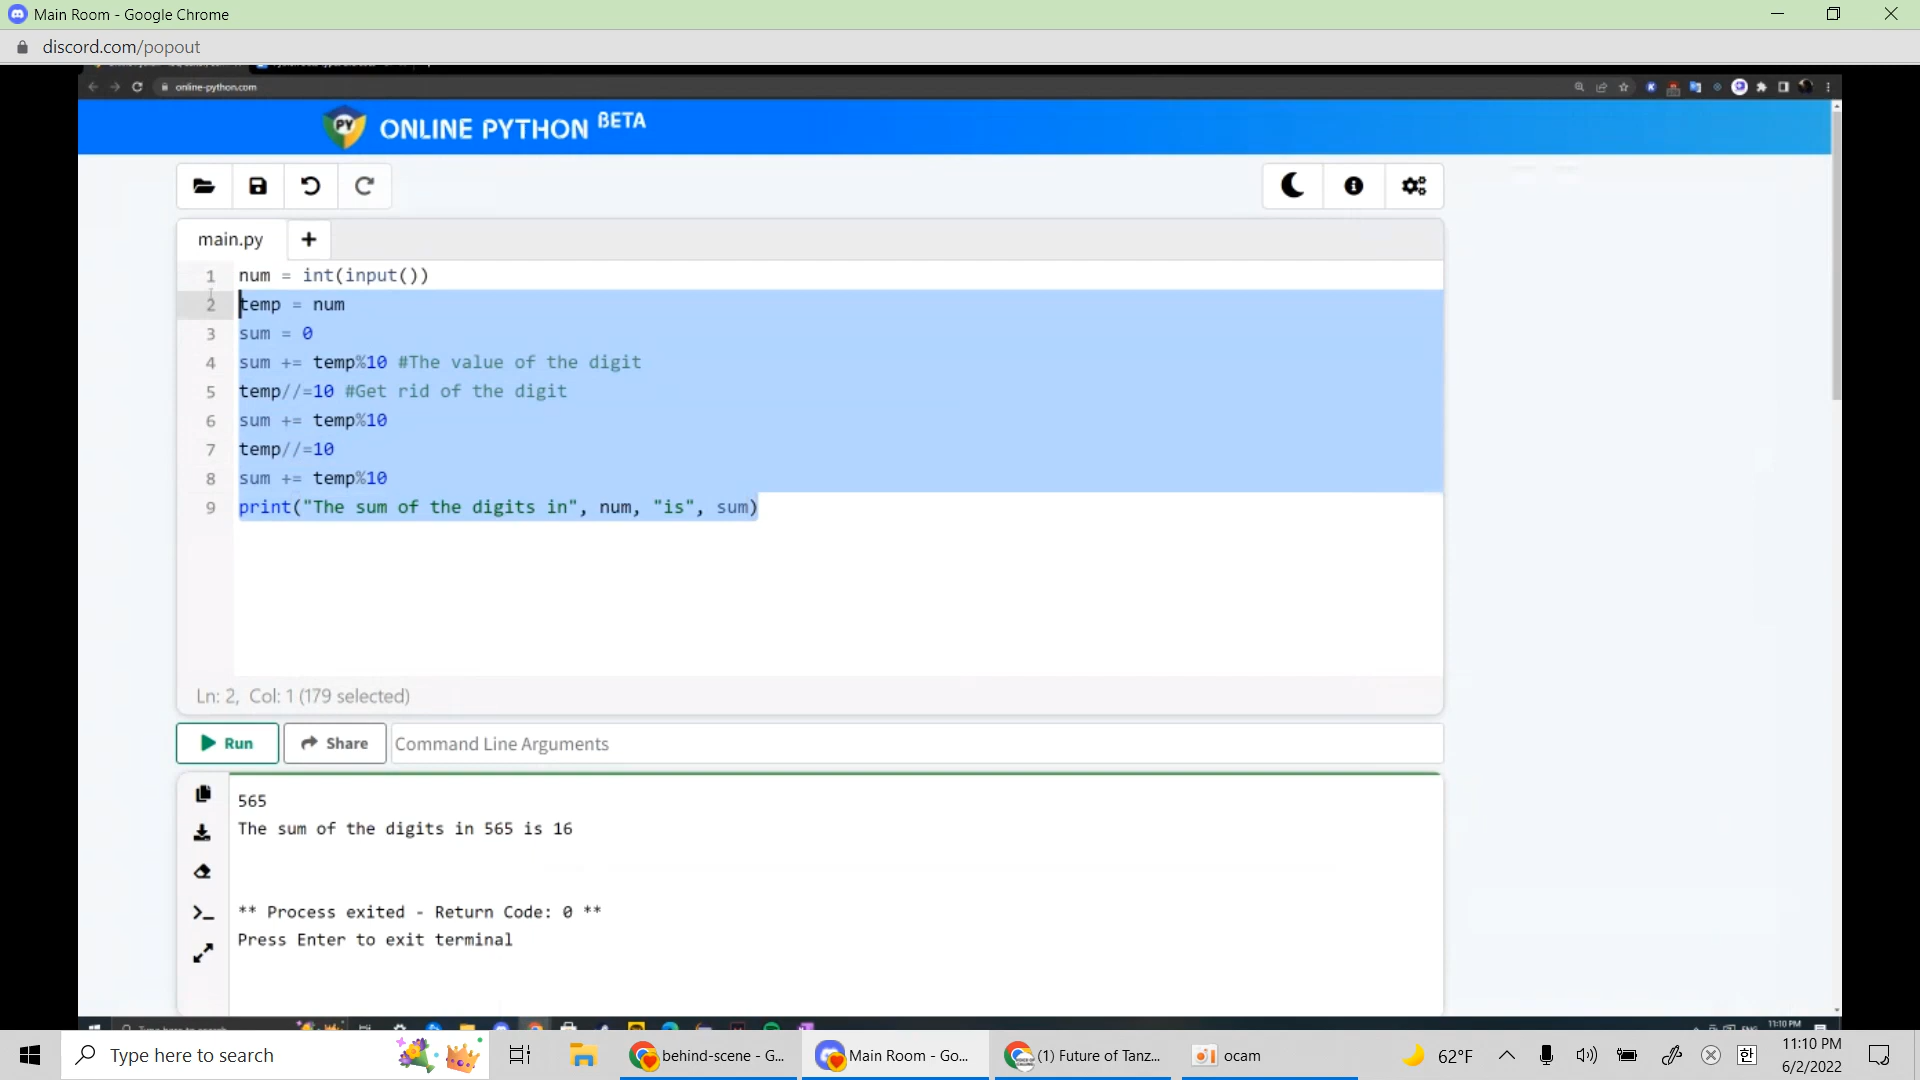 Main Room - Google Chrome
discord.com/popout
online-python.com
PY ONLINE PYTHON BETA
main.py +
1 num = int(input())
2 temp = num
3 sum = 0
4 sum += temp%10 #The value of the digit
5 temp//=10 #Get rid of the digit
6 sum += temp%10
7 temp//=10
8 sum += temp%10
9 print("The sum of the digits in", num, "is", sum)
Ln: 2, Col: 1 (179 selected)
Run Share Command Line Arguments
565
The sum of the digits in 565 is 16
** Process exited - Return Code: 0 **
Press Enter to exit terminal
11:10 PM
Type here to search behind-scene - G... Main Room - Go... (1) Future of Tanz... ocam 62°F 한 11:10 PM
6/2/2022